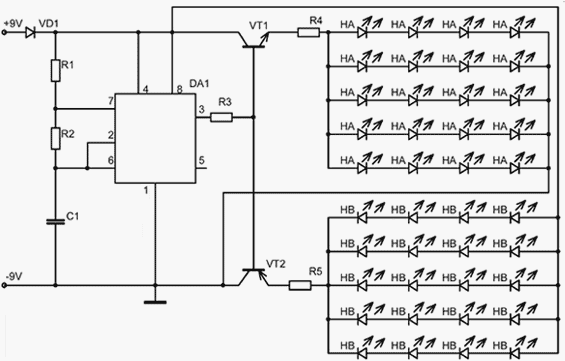 +9V VD1 VT1 R4 HA HA HA HA
R1 4 8 DA1 HA HA HA HA
7 3 R3 HA HA HA HA
R2 2 HA HA HA HA
6 5 HA HA HA HA
1
C1 HB HB HB HB
HB HB HB HB
-9V VT2 R5 HB HB HB HB
HB HB HB HB
HB HB HB HB